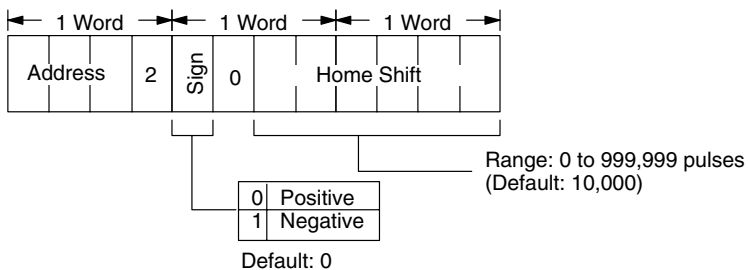 1 Word 1 Word 1 Word
Address 2 Sign 0 Home Shift
Range: 0 to 999,999 pulses
(Default: 10,000)
0 Positive
1 Negative
Default: 0